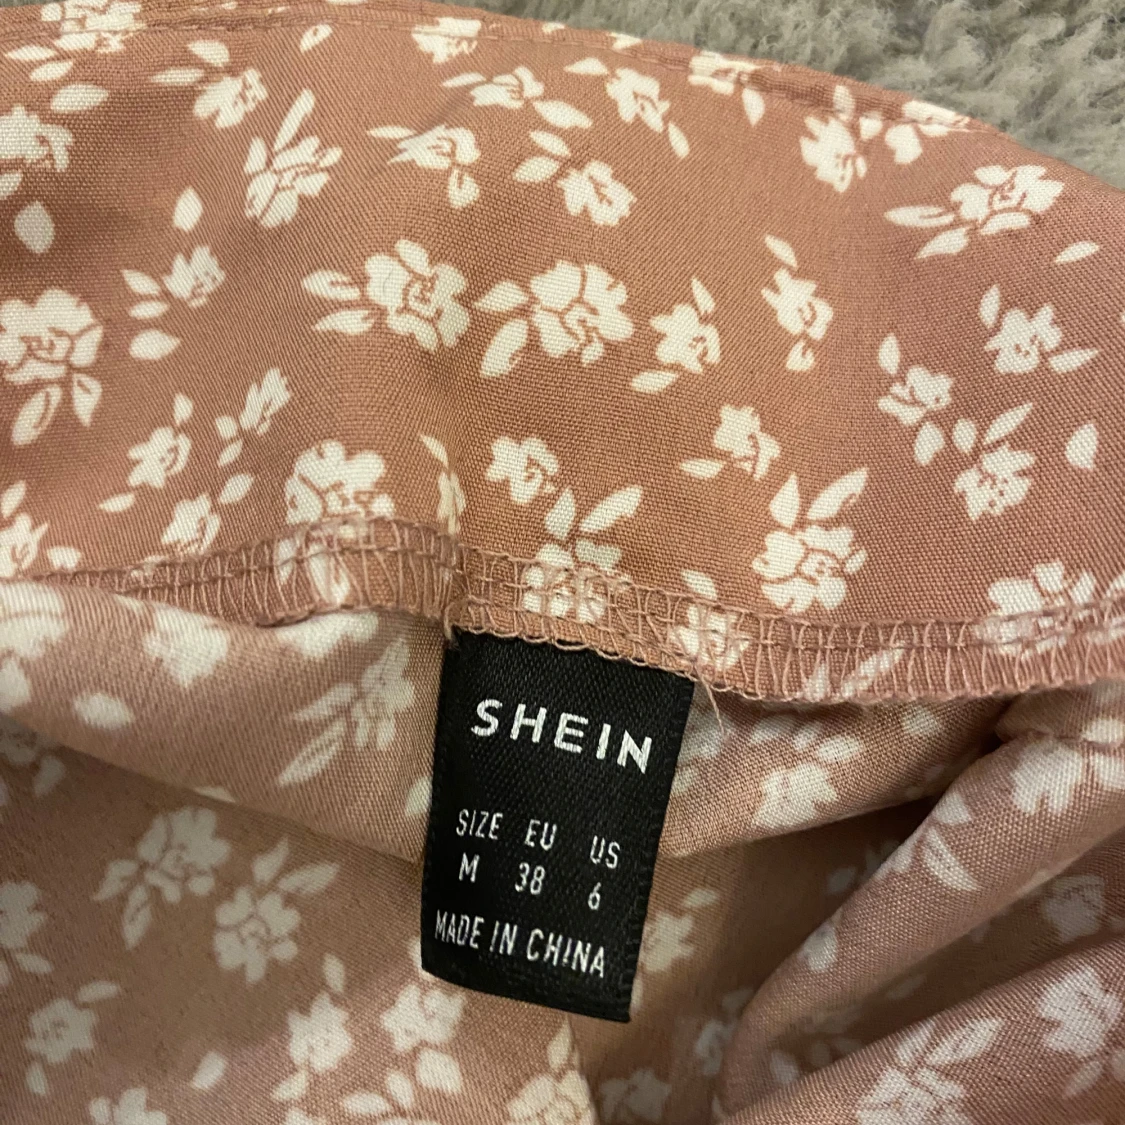 SHEIN
SIZE EU US
M 38 6
MADE IN CHINA